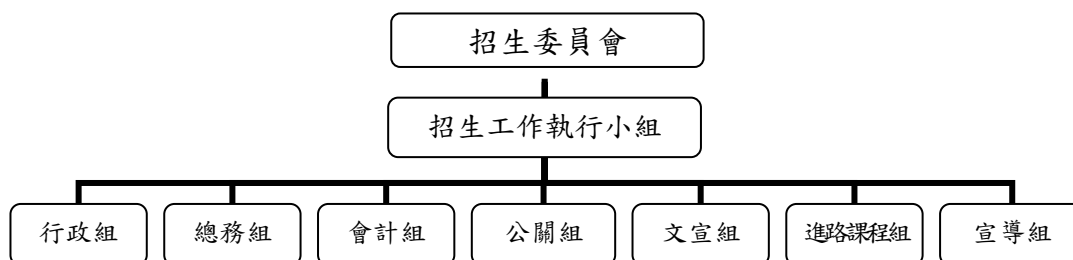 招生委員會
招生工作執行小組
行政組
總務組
會計組
公關組
文宣組
進路課程組
宣導組